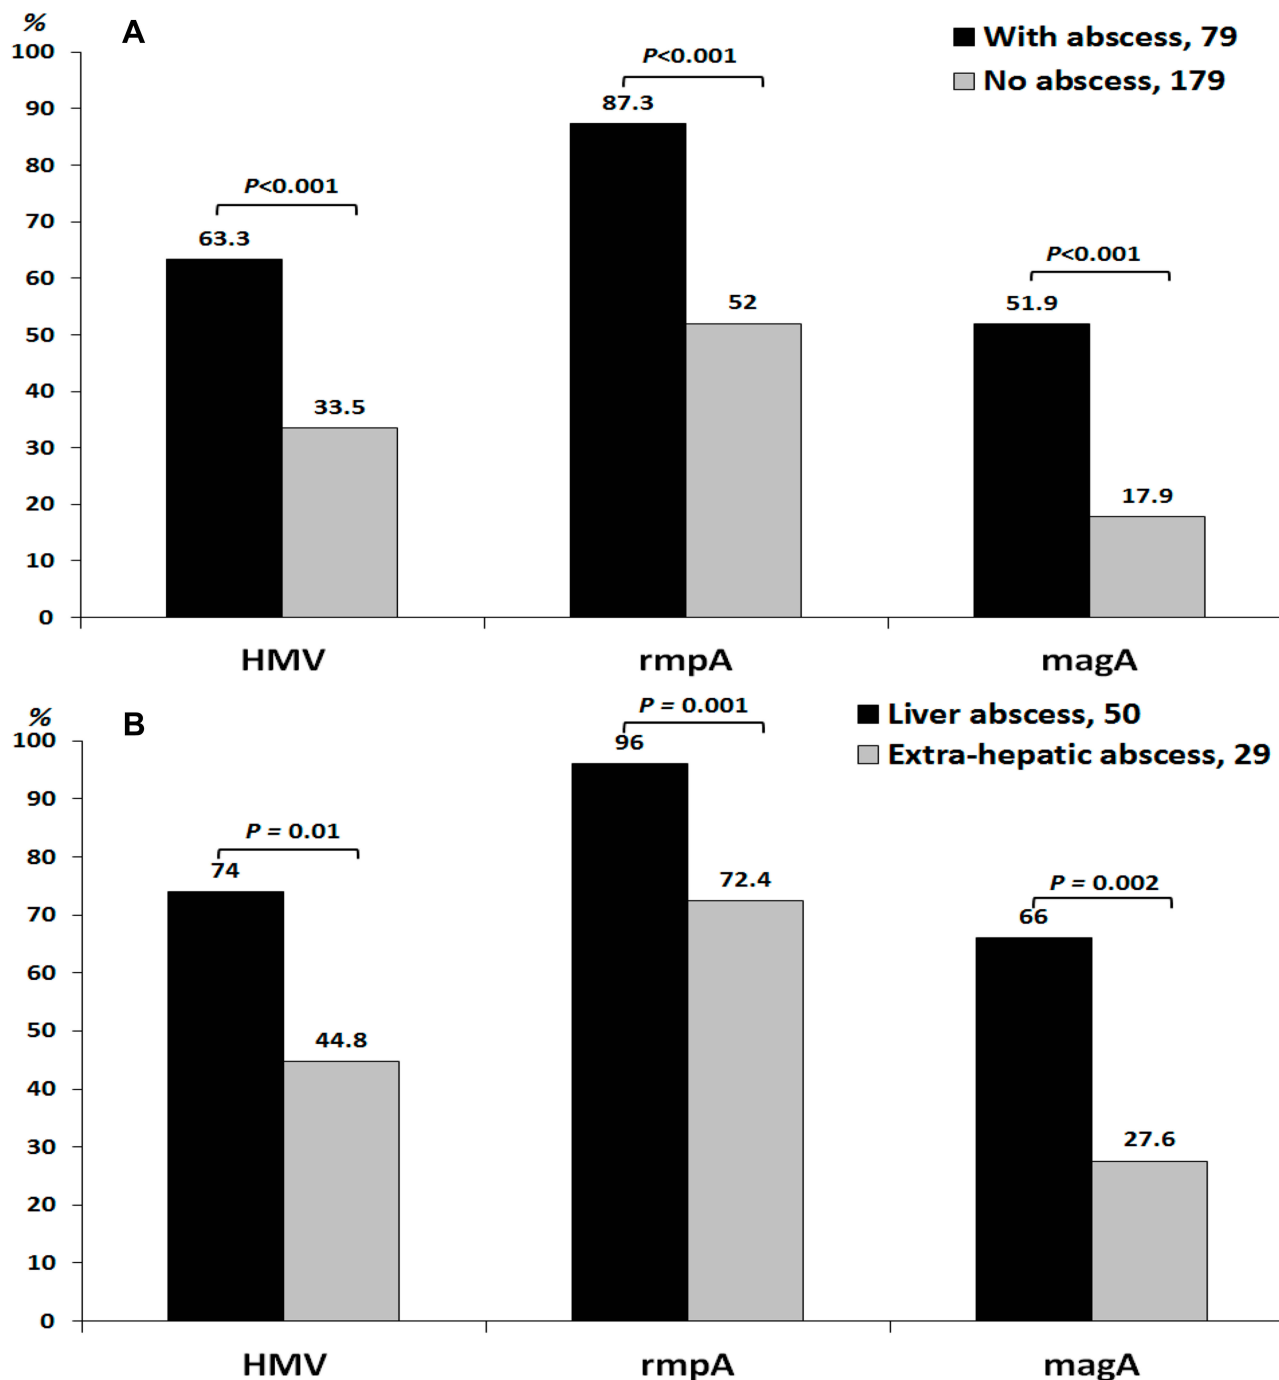 %
A
With abscess, 79
No abscess, 179
100
90
80
70
60
50
40
30
20
10
0
P<0.001
63.3
33.5
P<0.001
87.3
52
P<0.001
51.9
17.9
HMV
rmpA
magA
%
B
Liver abscess, 50
Extra-hepatic abscess, 29
100
90
80
70
60
50
40
30
20
10
0
P = 0.01
74
44.8
P = 0.001
96
72.4
P = 0.002
66
27.6
HMV
rmpA
magA